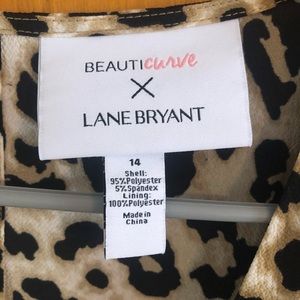 BEAUTIcurve
X
LANE BRYANT
14
Shell:
95%Polyester
5%Spandex
Lining:
100%Polyester
Made in
China